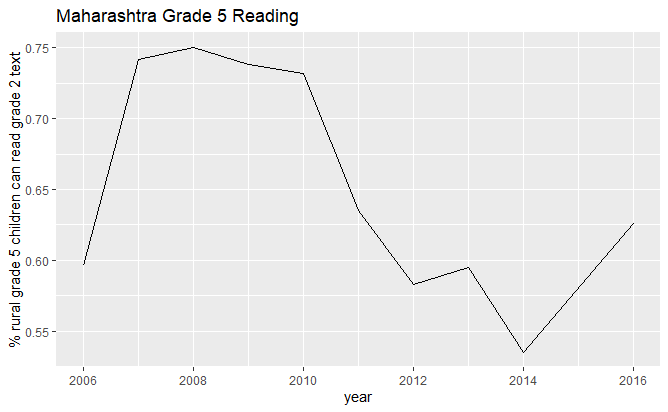 Maharashtra Grade 5 Reading
% rural grade 5 children can read grade 2 text
0.75
0.70
0.65
0.60
0.55
2006 2008 2010 2012 2014 2016
year